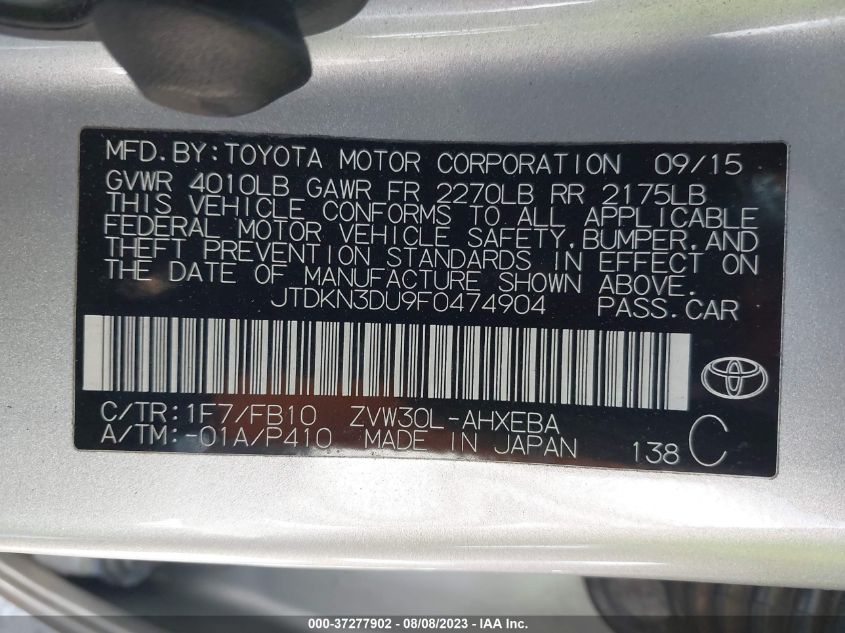 MFD.BY:TOYOTA MOTOR CORPORATION 09/15
GVWR 4010LB GAWR FR 2270LB RR 2175LB
THIS VEHICLE CONFORMS TO ALL APPLICABLE
FEDERAL MOTOR VEHICLE SAFETY,BUMPER,AND
THEFT PREVENTION STANDARDS IN EFFECT ON
THE DATE OF MANUFACTURE SHOWN ABOVE.
JTDKN3DU9F0474904 PASS.CAR
C/TR:1F7/FB10 ZVW30L-AHXEBA
A/TM:-01A/P410 MADE IN JAPAN 138 C
000-37277902 - 08/08/2023 - IAA Inc.